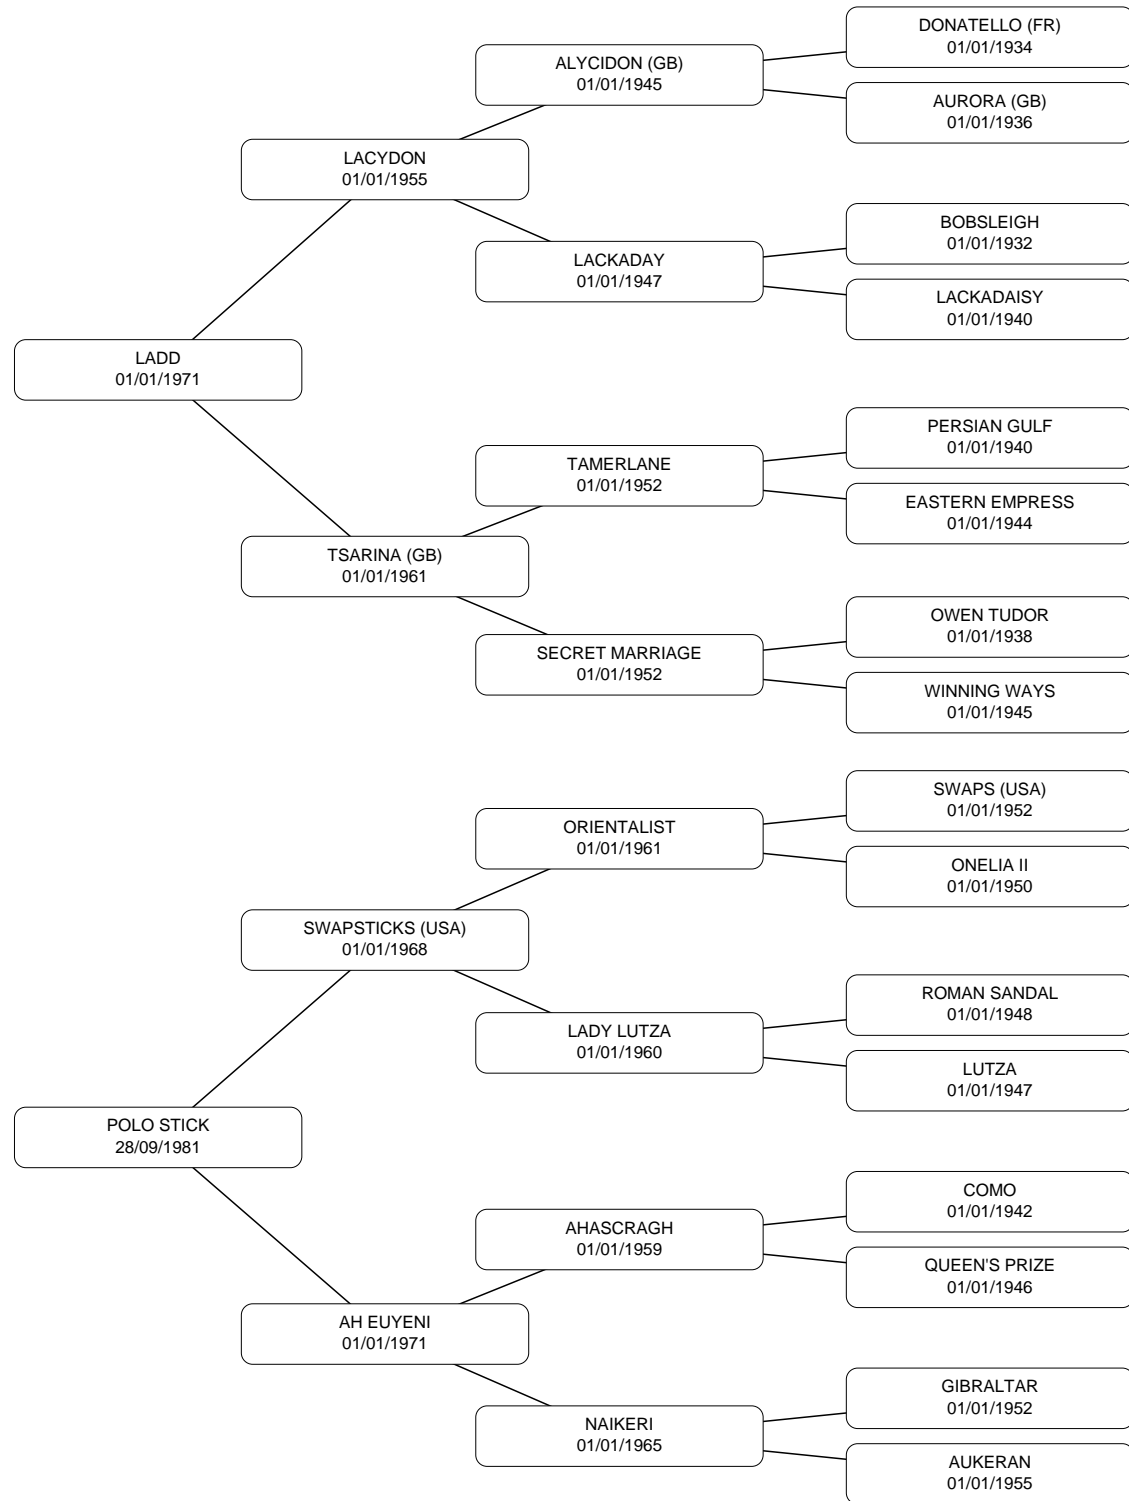 DONATELLO (FR)
01/01/1934
ALYCIDON (GB)
01/01/1945
AURORA (GB)
01/01/1936
LACYDON
01/01/1955
BOBSLEIGH
01/01/1932
LACKADAY
01/01/1947
LACKADAISY
01/01/1940
LADD
01/01/1971
PERSIAN GULF
01/01/1940
TAMERLANE
01/01/1952
EASTERN EMPRESS
01/01/1944
TSARINA (GB)
01/01/1961
OWEN TUDOR
01/01/1938
SECRET MARRIAGE
01/01/1952
WINNING WAYS
01/01/1945
SWAPS (USA)
01/01/1952
ORIENTALIST
01/01/1961
ONELIA II
01/01/1950
SWAPSTICKS (USA)
01/01/1968
ROMAN SANDAL
01/01/1948
LADY LUTZA
01/01/1960
LUTZA
01/01/1947
POLO STICK
28/09/1981
COMO
01/01/1942
AHASCRAGH
01/01/1959
QUEEN'S PRIZE
01/01/1946
AH EUYENI
01/01/1971
GIBRALTAR
01/01/1952
NAIKERI
01/01/1965
AUKERAN
01/01/1955